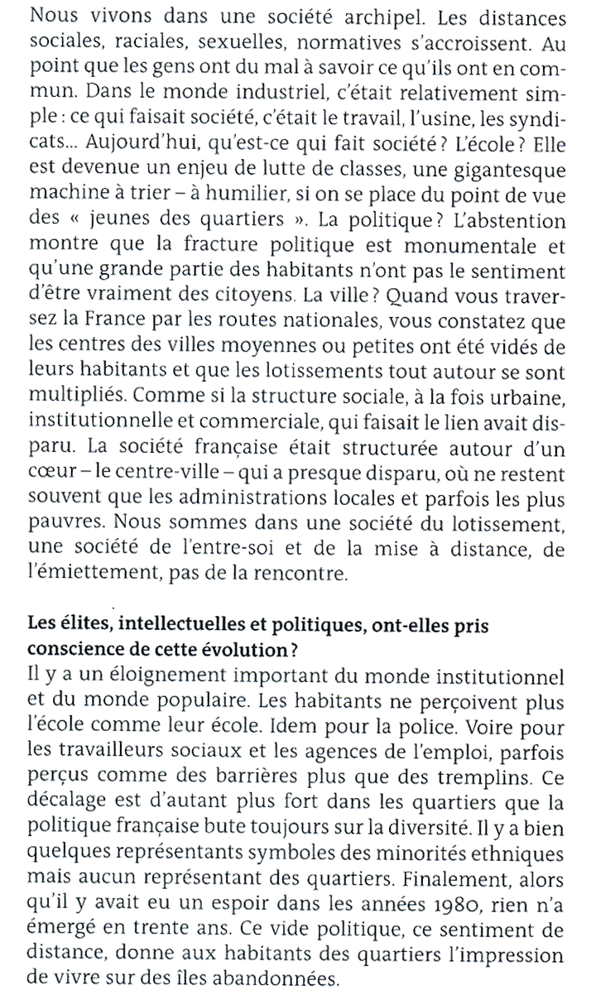 Nous vivons dans une société archipel. Les distances
sociales, raciales, sexuelles, normatives s'accroissent. Au
point que les gens ont du mal à savoir ce qu'ils ont en com-
mun. Dans le monde industriel, c'était relativement sim-
ple : ce qui faisait société, c'était le travail, l'usine, les syndi-
cats... Aujourd'hui, qu'est-ce qui fait société ? L'école ? Elle
est devenue un enjeu de lutte de classes, une gigantesque
machine à trier – à humilier, si on se place du point de vue
des « jeunes des quartiers ». La politique ? L'abstention
montre que la fracture politique est monumentale et
qu'une grande partie des habitants n'ont pas le sentiment
d'être vraiment des citoyens. La ville ? Quand vous traver-
sez la France par les routes nationales, vous constatez que
les centres des villes moyennes ou petites ont été vidés de
leurs habitants et que les lotissements tout autour se sont
multipliés. Comme si la structure sociale, à la fois urbaine,
institutionnelle et commerciale, qui faisait le lien avait dis-
paru. La société française était structurée autour d'un
cœur – le centre-ville – qui a presque disparu, où ne restent
souvent que les administrations locales et parfois les plus
pauvres. Nous sommes dans une société du lotissement,
une société de l'entre-soi et de la mise à distance, de
l'émiettement, pas de la rencontre.
Les élites, intellectuelles et politiques, ont-elles pris
conscience de cette évolution ?
Il y a un éloignement important du monde institutionnel
et du monde populaire. Les habitants ne perçoivent plus
l'école comme leur école. Idem pour la police. Voire pour
les travailleurs sociaux et les agences de l'emploi, parfois
perçus comme des barrières plus que des tremplins. Ce
décalage est d'autant plus fort dans les quartiers que la
politique française bute toujours sur la diversité. Il y a bien
quelques représentants symboles des minorités ethniques
mais aucun représentant des quartiers. Finalement, alors
qu'il y avait eu un espoir dans les années 1980, rien n'a
émergé en trente ans. Ce vide politique, ce sentiment de
distance, donne aux habitants des quartiers l'impression
de vivre sur des îles abandonnées.